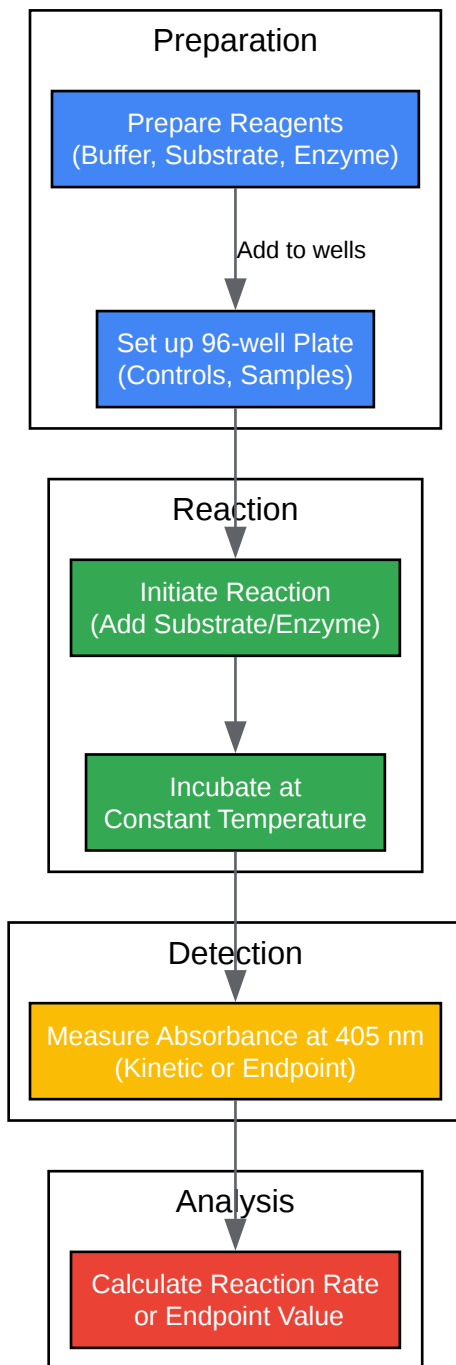 Preparation
Prepare Reagents
(Buffer, Substrate, Enzyme)
Add to wells
Set up 96-well Plate
(Controls, Samples)
Reaction
Initiate Reaction
(Add Substrate/Enzyme)
Incubate at
Constant Temperature
Detection
Measure Absorbance at 405 nm
(Kinetic or Endpoint)
Analysis
Calculate Reaction Rate
or Endpoint Value